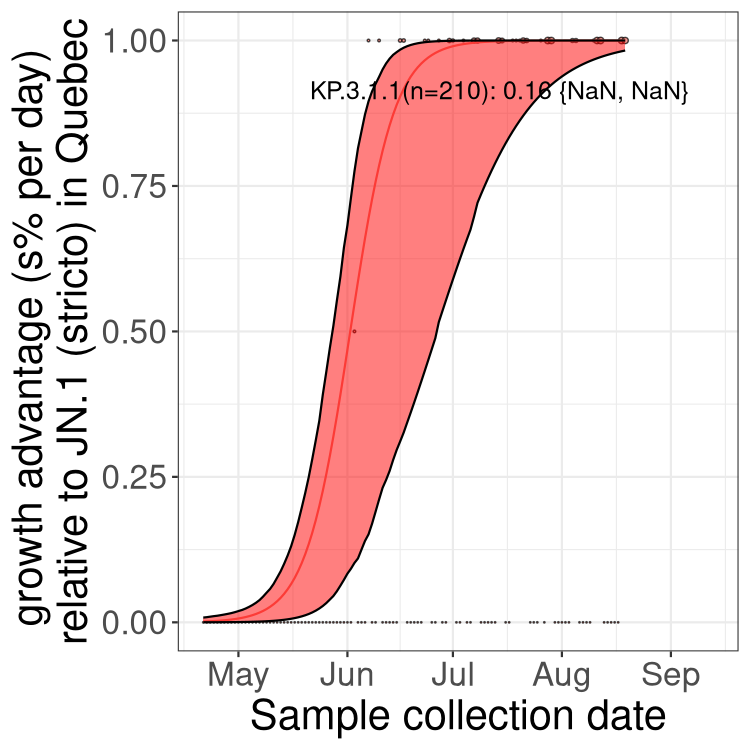 growth advantage (s% per day)
relative to JN.1 (stricto) in Quebec
1.00
0.75
0.50
0.25
0.00
KP.3.1.1(n=210): 0.16 {NaN, NaN}
May Jun Jul Aug Sep
Sample collection date